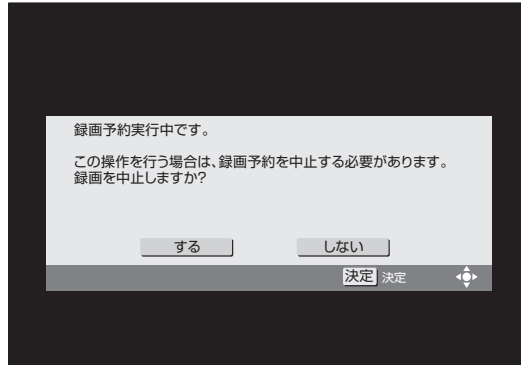 録画予約実行中です。
この操作を行う場合は、録画予約を中止する必要があります。
録画を中止しますか?
する しない
決定 決定